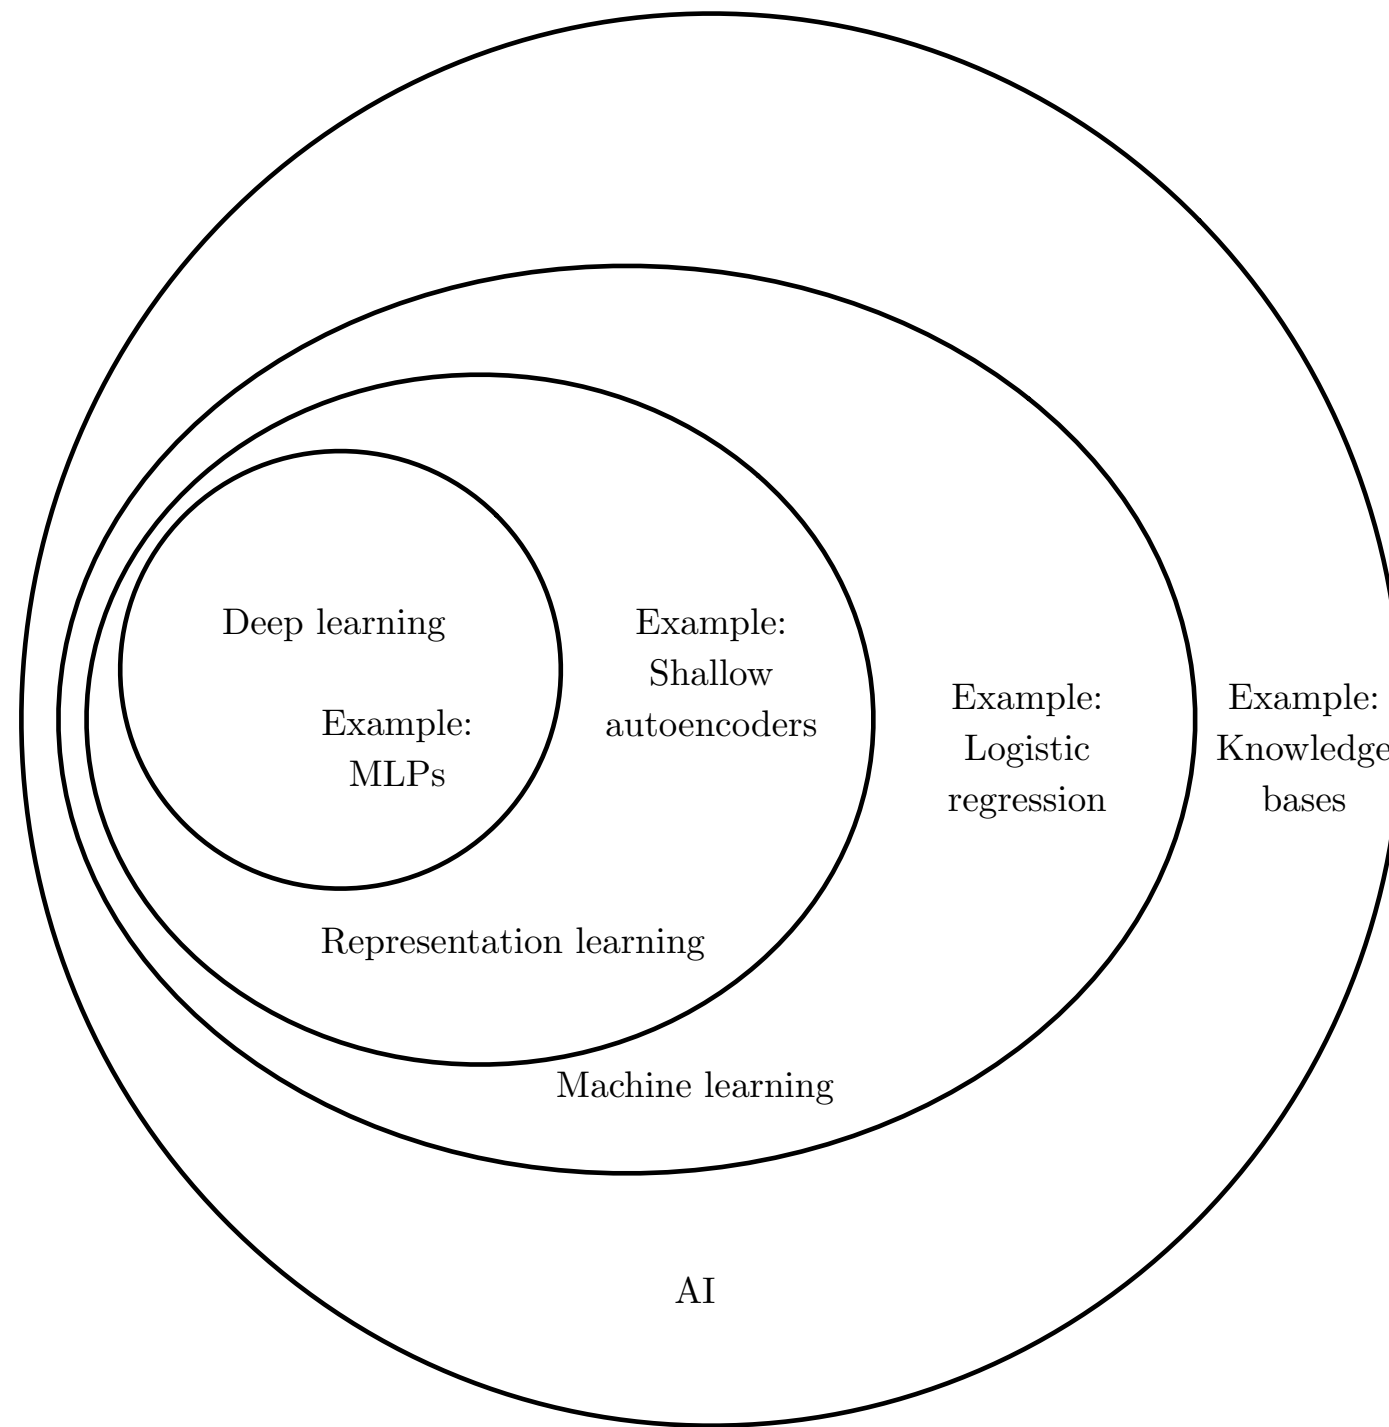 Deep learning
Example:
MLPs
Example:
Shallow
autoencoders
Example:
Logistic
regression
Example:
Knowledge
bases
Representation learning
Machine learning
AI